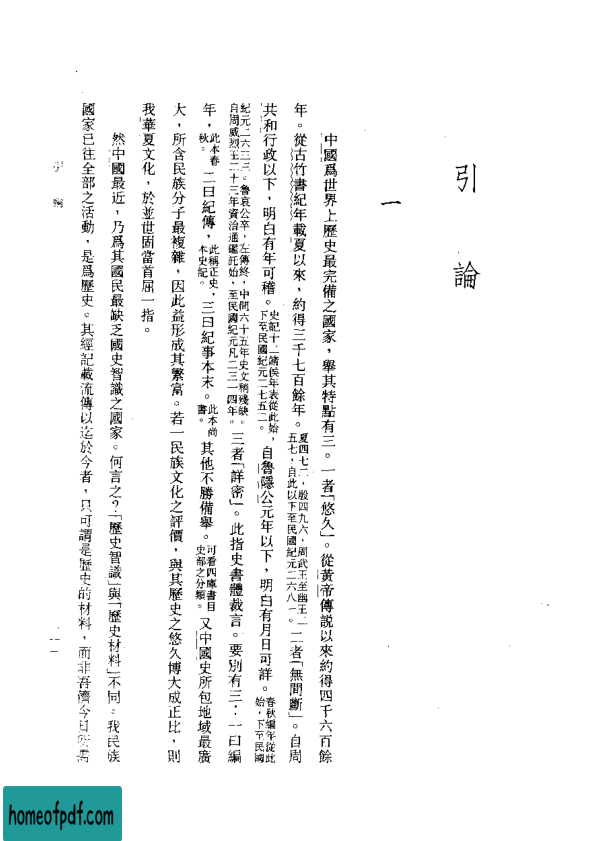 引論
一
中國爲世界上歷史最完備之國家，舉其特點有三。一者「悠久」。從黃帝傳說以來約得四千六百餘
年。從古竹書紀年載夏以來，約得三千七百餘年。夏四七二，殷四九六，周武王至幽王二五七，自此以下至民國紀元二六八一。二者「無間斷」。自周
共和行政以下，明白有年可稽。史記十二諸侯年表從此始，下至民國紀元二七五二。自魯隱公元年以下，明白有月日可詳。春秋編年從此始，下至民國
紀元二六三三。魯哀公卒，左傳終，中間六十五年史文稍殘缺。自周威烈王二十三年資治通鑑託始，至民國紀元凡二三一四年。三者「詳密」。此指史書體裁言。要別有三：一曰編
年，此本春秋。二曰紀傳，此稱正史，本史記。三曰紀事本末。此本尚書。其他不勝備舉。可看四庫書目史部之分類。又中國史所包地域最廣
大，所含民族分子最複雜，因此益形成其繁富。若一民族文化之評價，與其歷史之悠久博大成正比，則
我華夏文化，於並世固當首屈一指。
然中國最近，乃爲其國民最缺乏國史智識之國家。何言之？「歷史智識」與「歷史材料」不同。我民族
國家已往全部之活動，是爲歷史。其經記載流傳以迄於今者，只可謂是歷史的材料，而非吾儕今日所需
引論
一
homeofpdf.com